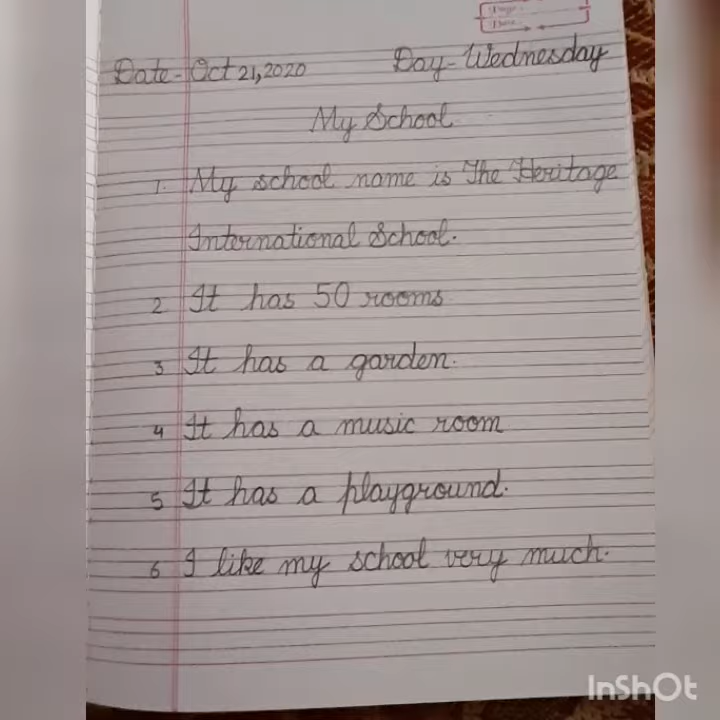 Page:
Date:
Date- Oct 21, 2020 Day- Wednesday
My School
1. My school name is The Heritage
International School.
2 It has 50 rooms
3 It has a garden.
4 It has a music room
5 It has a playground.
6 I like my school very much.
InShOt